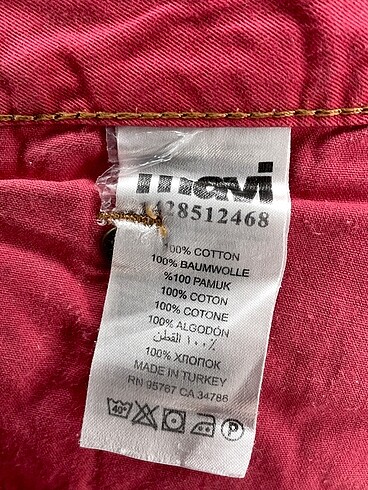 mavi
1428512468
100% COTTON
100% BAUMWOLLE
%100 PAMUK
100% COTON
100% COTONE
100% ALGODÓN
١٠٠٪ القطن
100% ХЛОПОК
MADE IN TURKEY
RN 95767 CA 34786
40°
P